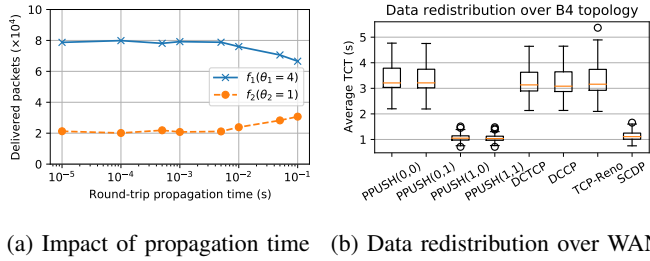 Data redistribution over B4 topology
10
8
6
4
2
0
Delivered packets (×10⁴)
f₁(θ₁ = 4)
f₂(θ₂ = 1)
10⁻⁵ 10⁻⁴ 10⁻³ 10⁻² 10⁻¹
Round-trip propagation time (s)
5
4
3
2
1
Average TCT (s)
PPUSH(0,0)
PPUSH(0,1)
PPUSH(1,0)
PPUSH(1,1)
DCTCP
DCCP
TCP-Reno
SCDP
(a) Impact of propagation time (b) Data redistribution over WAN